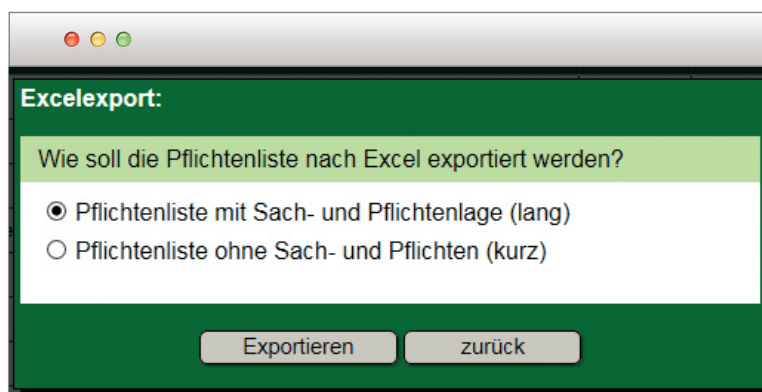 Excelexport:
Wie soll die Pflichtenliste nach Excel exportiert werden?
Pflichtenliste mit Sach- und Pflichtenlage (lang)
Pflichtenliste ohne Sach- und Pflichten (kurz)
Exportieren zurück